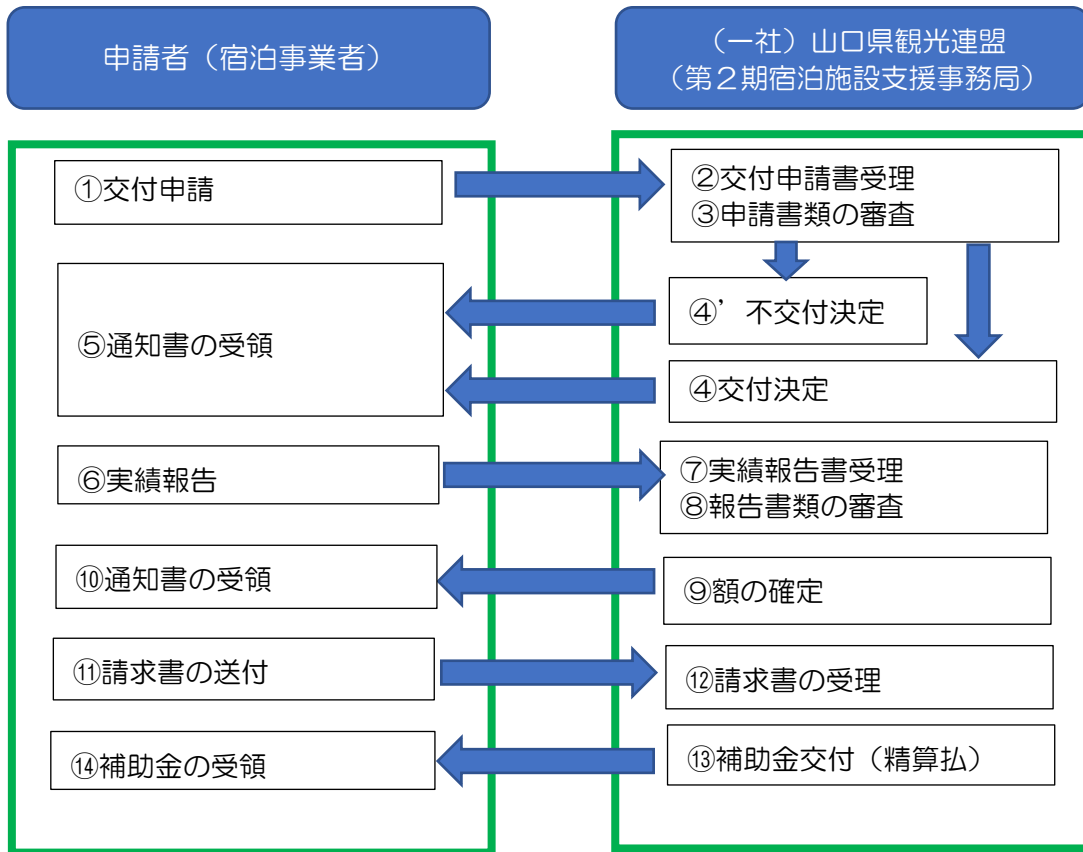 申請者（宿泊事業者）
（一社）山口県観光連盟
（第２期宿泊施設支援事務局）
①交付申請
②交付申請書受理
③申請書類の審査
④’不交付決定
⑤通知書の受領
④交付決定
⑥実績報告
⑦実績報告書受理
⑧報告書類の審査
⑩通知書の受領
⑨額の確定
⑪請求書の送付
⑫請求書の受理
⑭補助金の受領
⑬補助金交付（精算払）